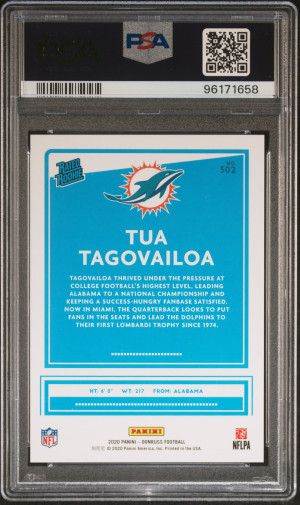 PSA
96171658
RATED
ROOKIE
NO.
302
TUA
TAGOVAILOA
TAGOVAILOA THRIVED UNDER THE PRESSURE AT
COLLEGE FOOTBALL'S HIGHEST LEVEL, LEADING
ALABAMA TO A NATIONAL CHAMPIONSHIP AND
KEEPING A SUCCESS-HUNGRY FANBASE SATISFIED.
NOW IN MIAMI, THE QUARTERBACK LOOKS TO PUT
FANS IN THE SEATS AND LEAD THE DOLPHINS TO
THEIR FIRST LOMBARDI TROPHY SINCE 1974.
HT: 6' 0" WT: 217 FROM: ALABAMA
NFL
PANINI
2020 PANINI - DONRUSS FOOTBALL
© 2020 Panini America, Inc. Printed in the USA.
NFLPA